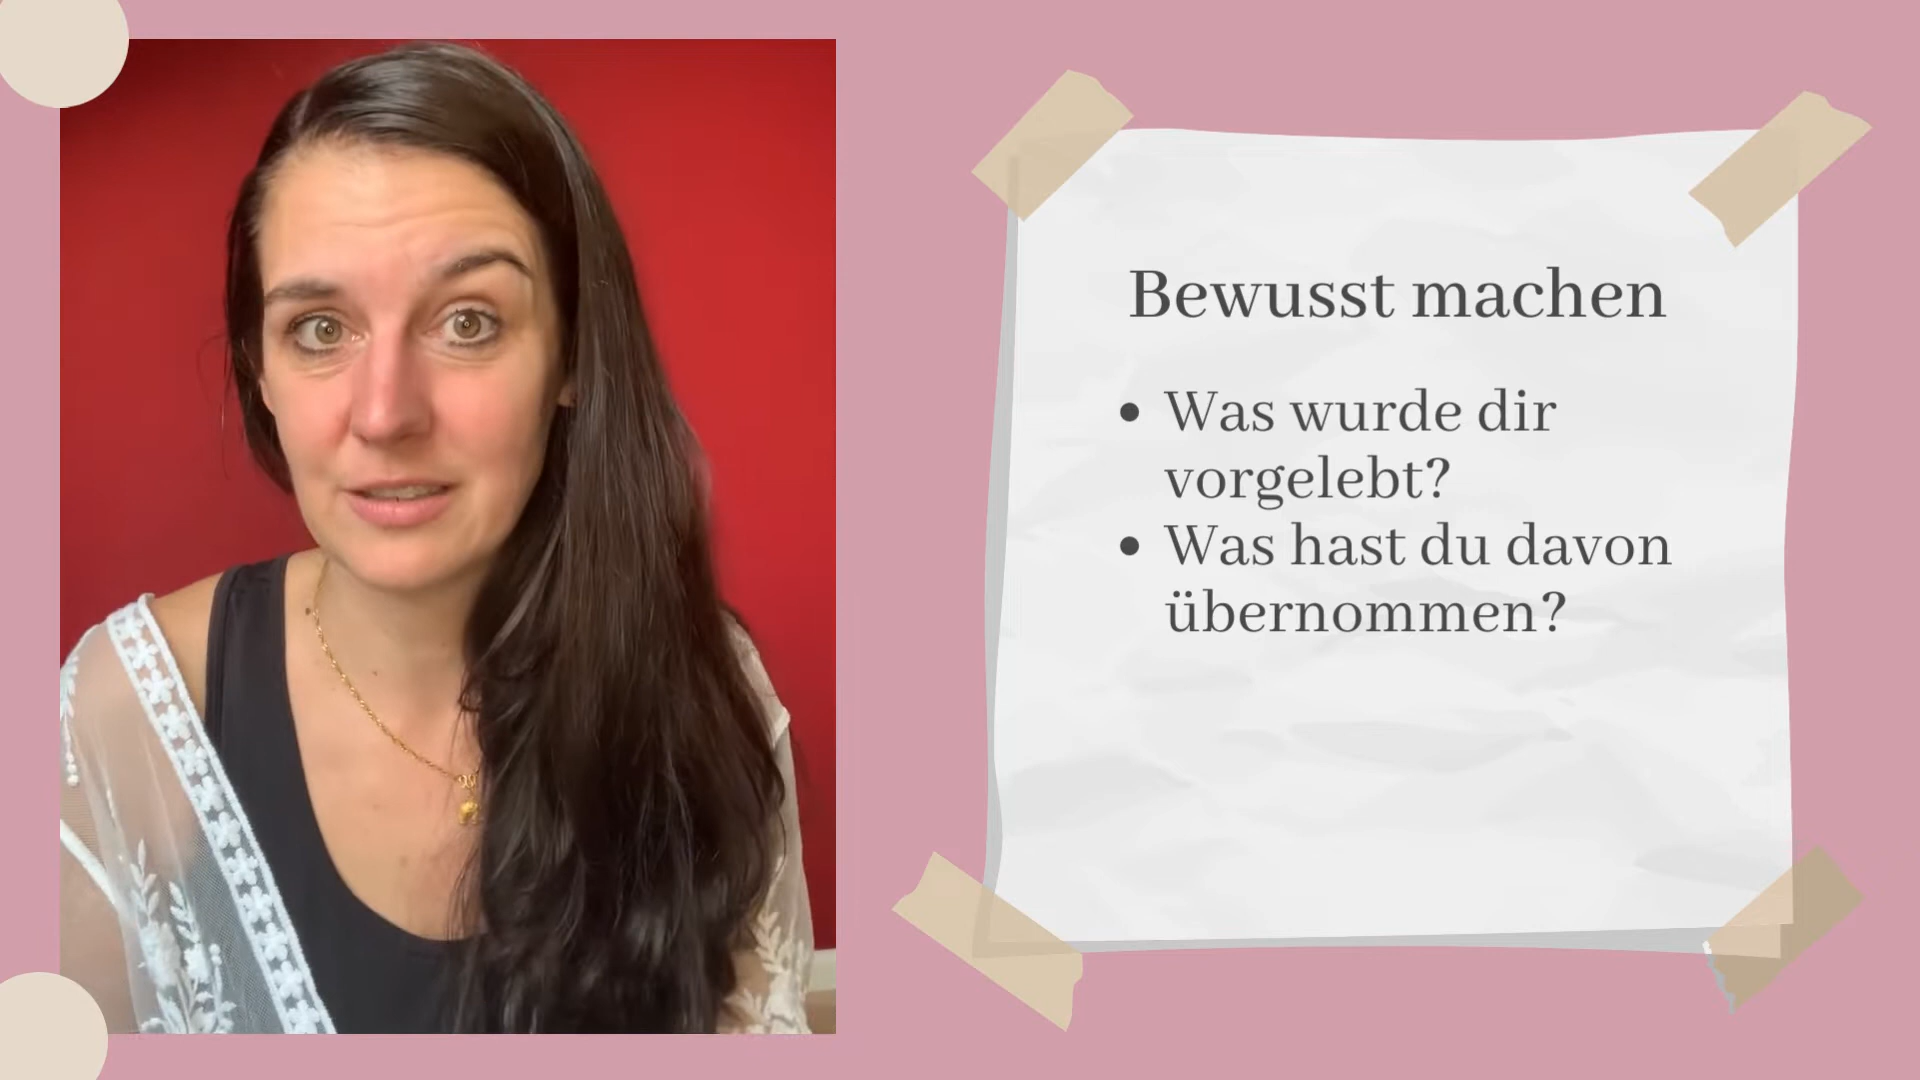 Bewusst machen
• Was wurde dir
vorgelebt?
• Was hast du davon
übernommen?